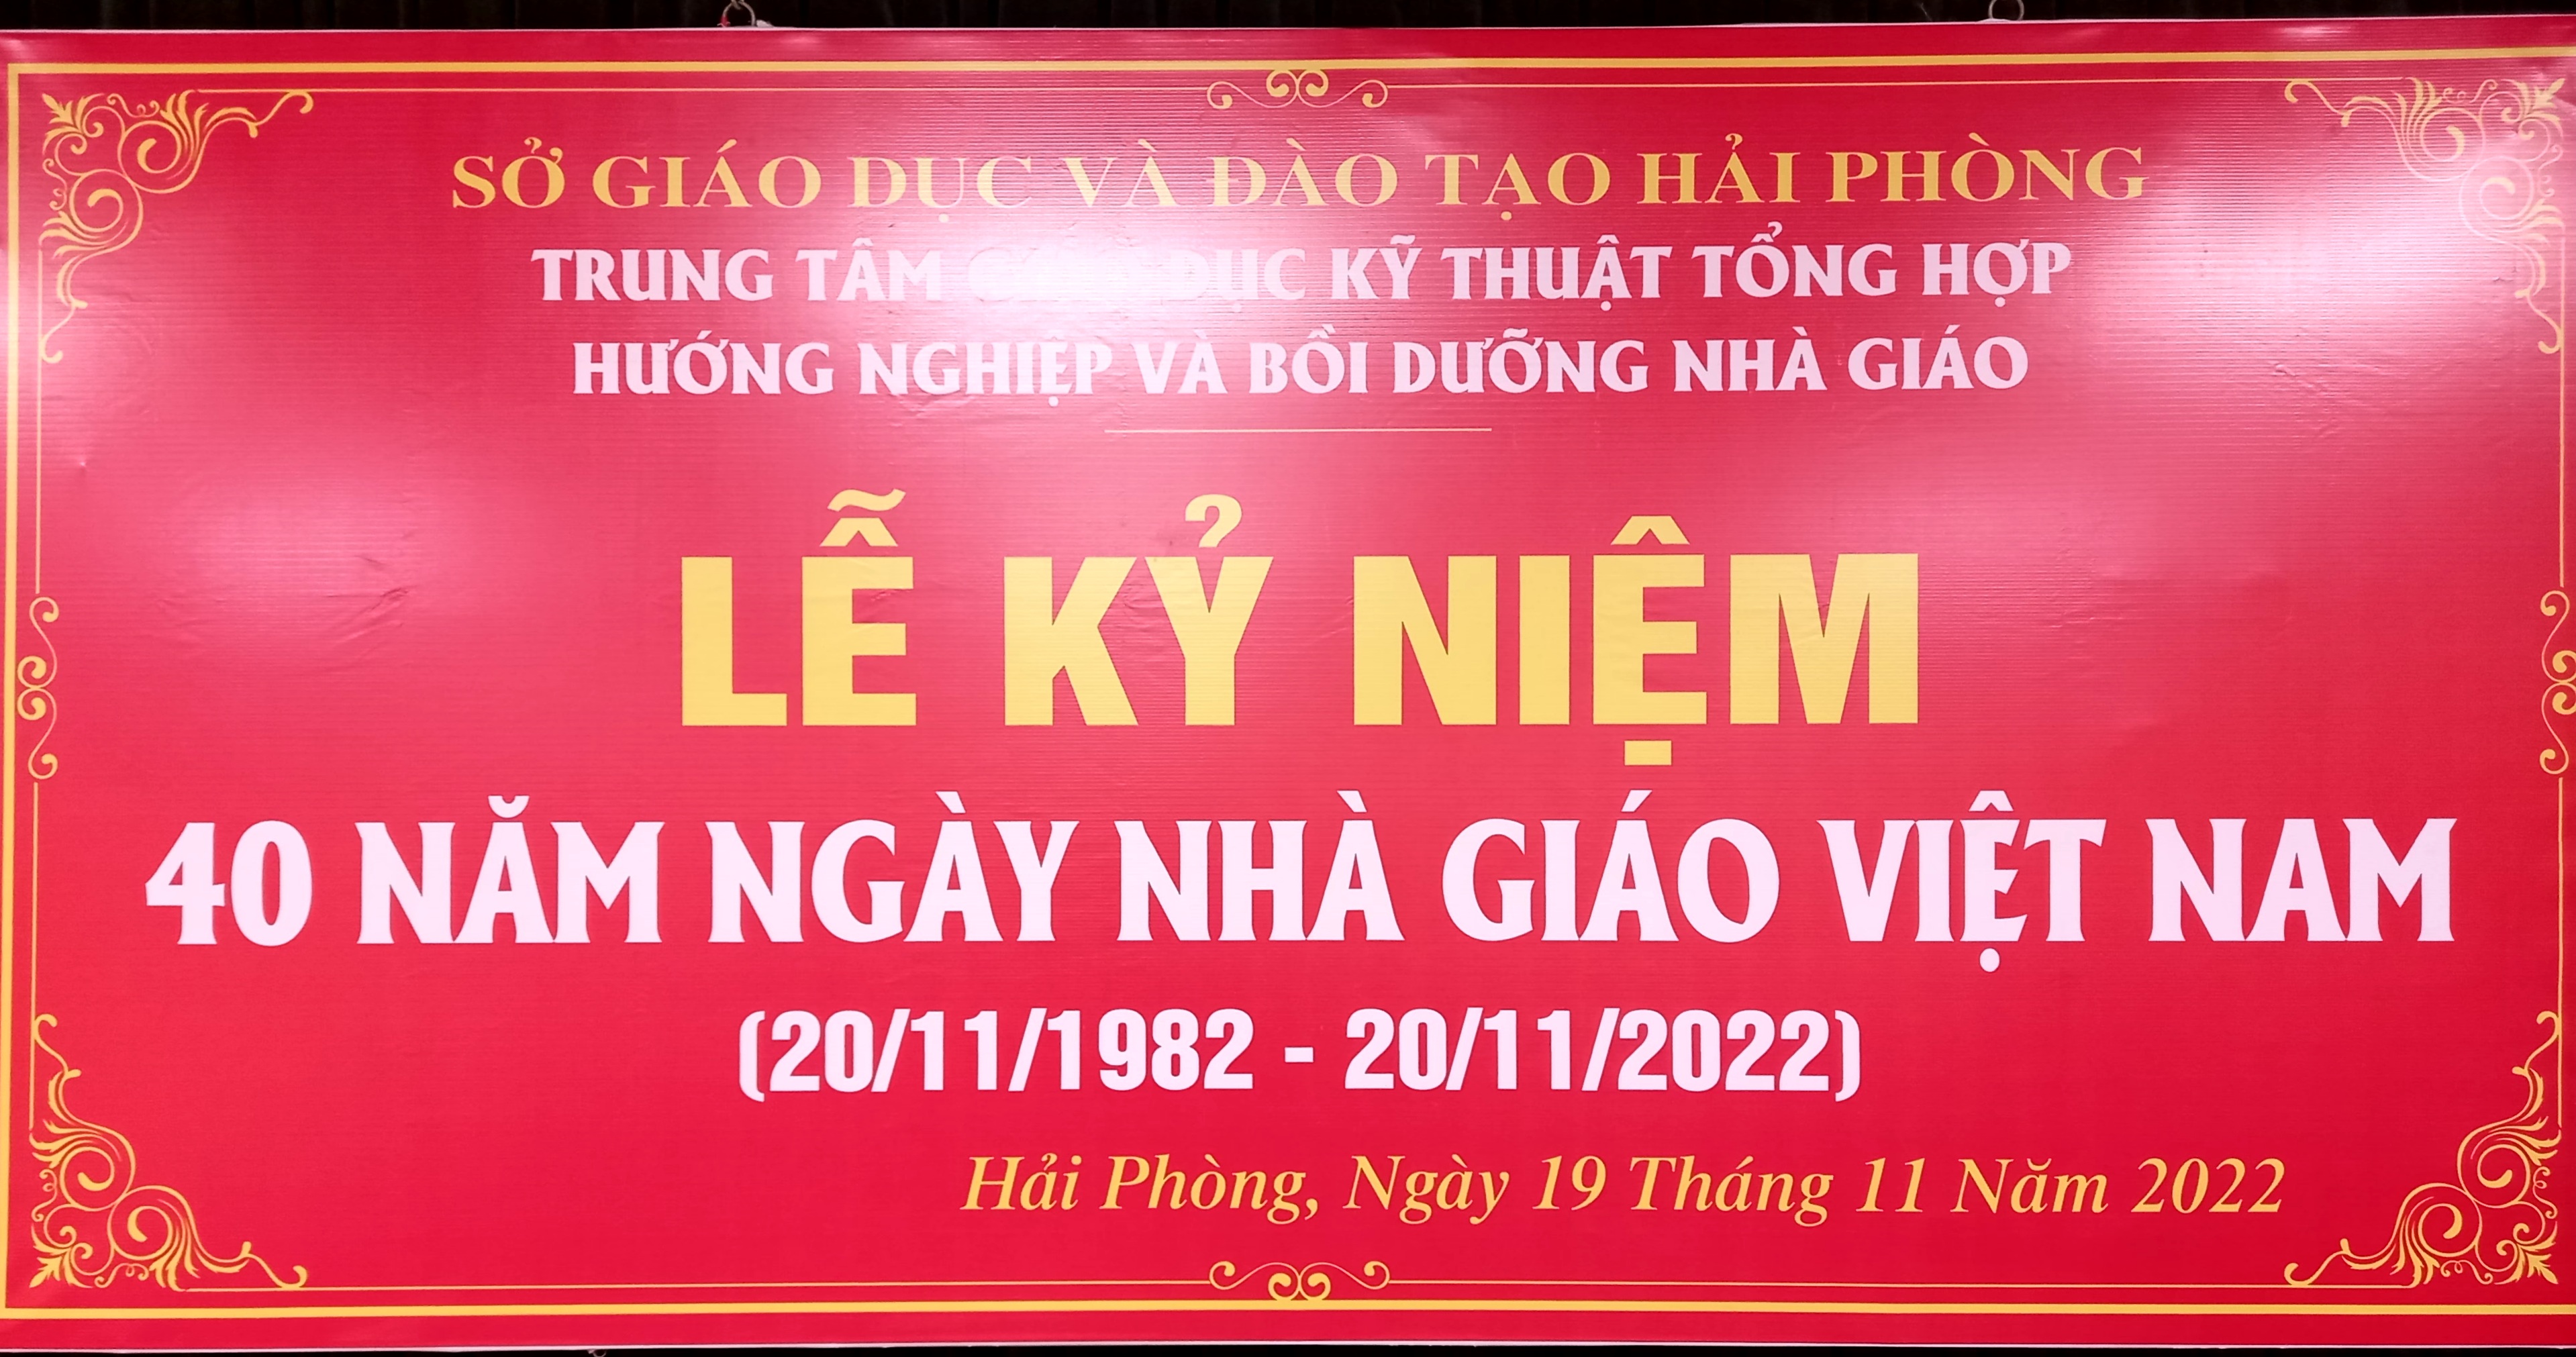 SỞ GIÁO DỤC VÀ ĐÀO TẠO HẢI PHÒNG
TRUNG TÂM GIÁO DỤC KỸ THUẬT TỔNG HỢP
HƯỚNG NGHIỆP VÀ BỒI DƯỠNG NHÀ GIÁO
LỄ KỶ NIỆM
40 NĂM NGÀY NHÀ GIÁO VIỆT NAM
(20/11/1982 - 20/11/2022)
Hải Phòng, Ngày 19 Tháng 11 Năm 2022